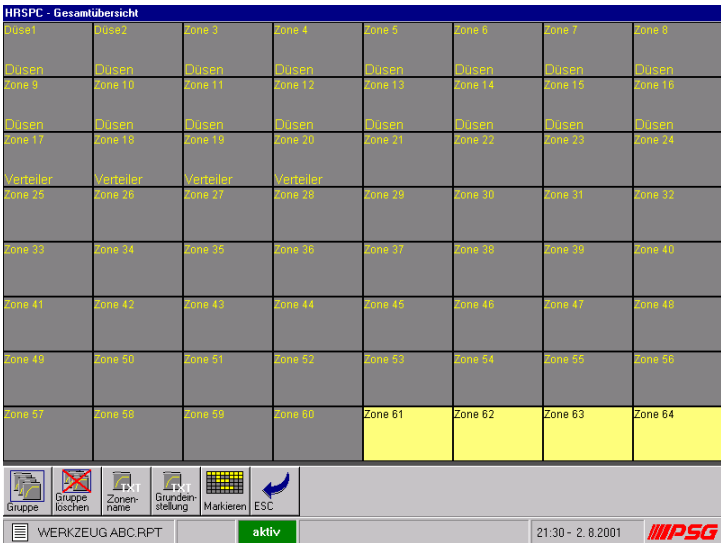 HRSPC - Gesamtübersicht
Düse1 Düse2 Zone 3 Zone 4 Zone 5 Zone 6 Zone 7 Zone 8
Düsen Düsen Düsen Düsen Düsen Düsen Düsen Düsen
Zone 9 Zone 10 Zone 11 Zone 12 Zone 13 Zone 14 Zone 15 Zone 16
Düsen Düsen Düsen Düsen Düsen Düsen Düsen Düsen
Zone 17 Zone 18 Zone 19 Zone 20 Zone 21 Zone 22 Zone 23 Zone 24
Verteiler Verteiler Verteiler Verteiler
Zone 25 Zone 26 Zone 27 Zone 28 Zone 29 Zone 30 Zone 31 Zone 32
Zone 33 Zone 34 Zone 35 Zone 36 Zone 37 Zone 38 Zone 39 Zone 40
Zone 41 Zone 42 Zone 43 Zone 44 Zone 45 Zone 46 Zone 47 Zone 48
Zone 49 Zone 50 Zone 51 Zone 52 Zone 53 Zone 54 Zone 55 Zone 56
Zone 57 Zone 58 Zone 59 Zone 60 Zone 61 Zone 62 Zone 63 Zone 64
TXT TXT
Gruppe Gruppe löschen Zonen-name Grundein-stellung Markieren ESC
WERKZEUG ABC.RPT aktiv 21:30 - 2. 8.2001 PSG